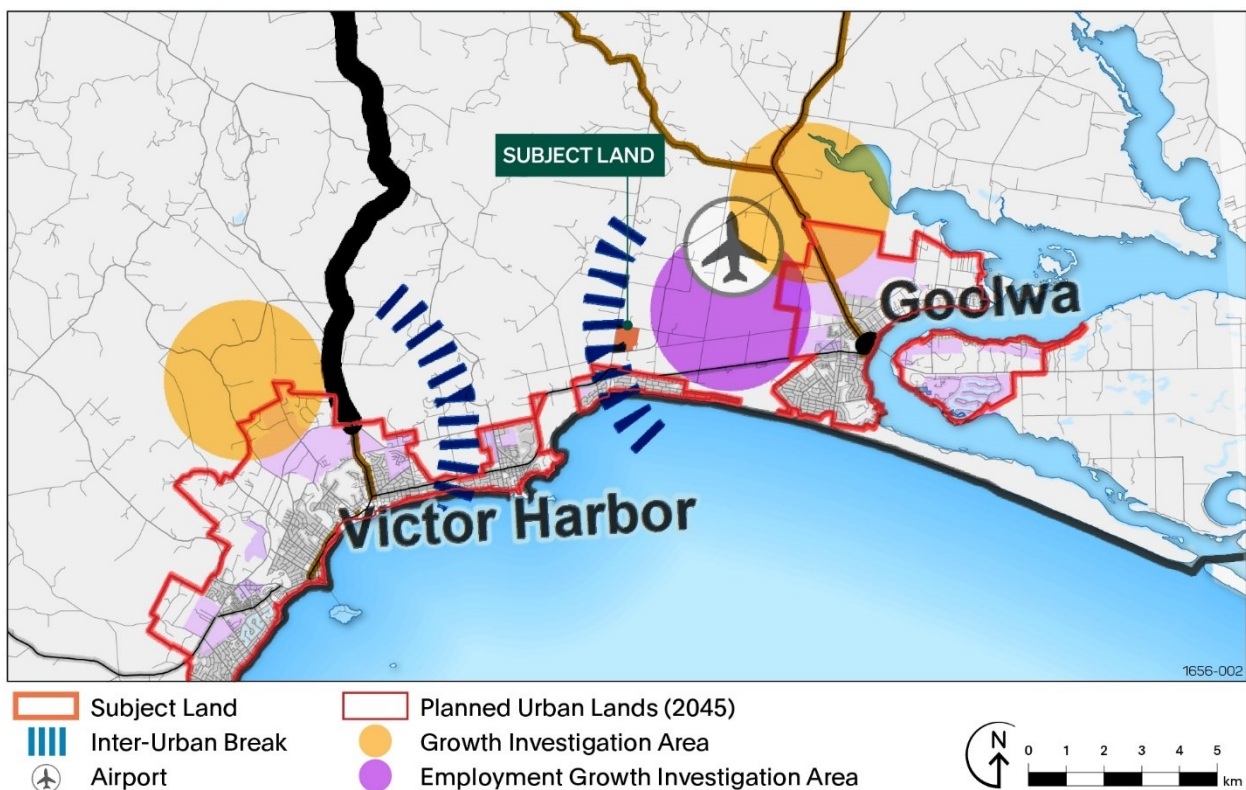 SUBJECT LAND
Goolwa
Victor Harbor
1656-002
Subject Land
Inter-Urban Break
Airport
Planned Urban Lands (2045)
Growth Investigation Area
Employment Growth Investigation Area
N
0 1 2 3 4 5
km